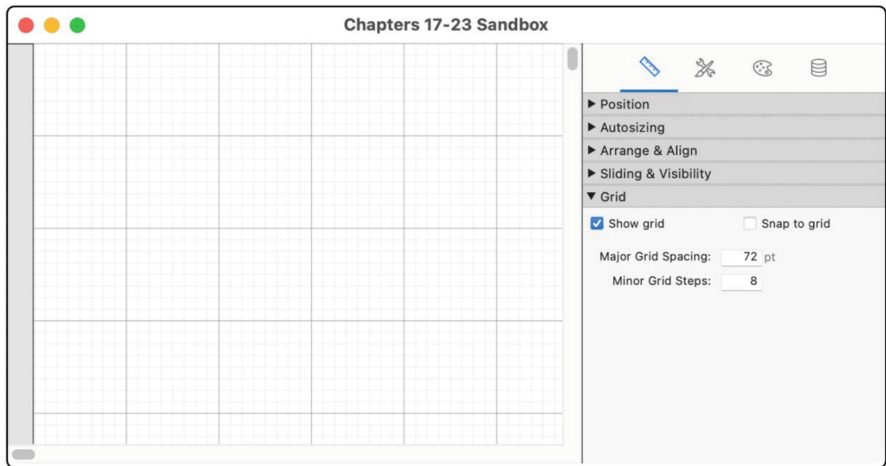 Chapters 17-23 Sandbox
Position
Autosizing
Arrange & Align
Sliding & Visibility
Grid
Show grid
Snap to grid
Major Grid Spacing: 72 pt
Minor Grid Steps: 8